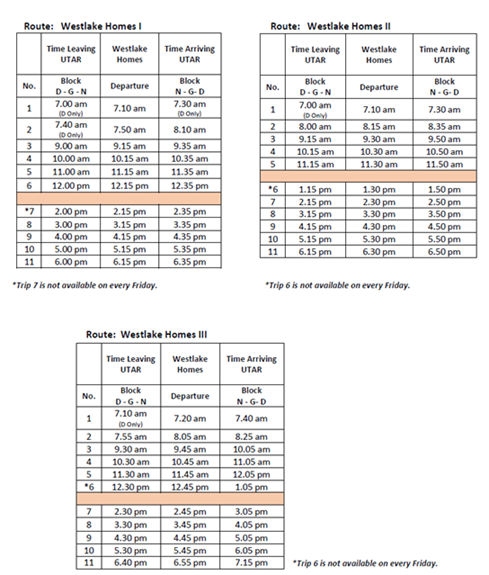 Route: Westlake Homes I
Time Leaving UTAR Westlake Homes Time Arriving UTAR
No. Block D - G - N Departure Block N - G- D
1 7.00 am (D Only) 7.10 am 7.30 am (D Only)
2 7.40 am (D Only) 7.50 am 8.10 am
3 9.00 am 9.15 am 9.35 am
4 10.00 am 10.15 am 10.35 am
5 11.00 am 11.15 am 11.35 am
6 12.00 pm 12.15 pm 12.35 pm
*7 2.00 pm 2.15 pm 2.35 pm
8 3.00 pm 3.15 pm 3.35 pm
9 4.00 pm 4.15 pm 4.35 pm
10 5.00 pm 5.15 pm 5.35 pm
11 6.00 pm 6.15 pm 6.35 pm
*Trip 7 is not available on every Friday.
Route: Westlake Homes II
Time Leaving UTAR Westlake Homes Time Arriving UTAR
No. Block D - G - N Departure Block N - G- D
1 7.00 am (D Only) 7.10 am 7.30 am
2 8.00 am 8.15 am 8.35 am
3 9.15 am 9.30 am 9.50 am
4 10.15 am 10.30 am 10.50 am
5 11.15 am 11.30 am 11.50 am
*6 1.15 pm 1.30 pm 1.50 pm
7 2.15 pm 2.30 pm 2.50 pm
8 3.15 pm 3.30 pm 3.50 pm
9 4.15 pm 4.30 pm 4.50 pm
10 5.15 pm 5.30 pm 5.50 pm
11 6.15 pm 6.30 pm 6.50 pm
*Trip 6 is not available on every Friday.
Route: Westlake Homes III
Time Leaving UTAR Westlake Homes Time Arriving UTAR
No. Block D - G - N Departure Block N - G- D
1 7.10 am (D Only) 7.20 am 7.40 am
2 7.55 am 8.05 am 8.25 am
3 9.30 am 9.45 am 10.05 am
4 10.30 am 10.45 am 11.05 am
5 11.30 am 11.45 am 12.05 pm
*6 12.30 pm 12.45 pm 1.05 pm
7 2.30 pm 2.45 pm 3.05 pm
8 3.30 pm 3.45 pm 4.05 pm
9 4.30 pm 4.45 pm 5.05 pm
10 5.30 pm 5.45 pm 6.05 pm
11 6.40 pm 6.55 pm 7.15 pm
*Trip 6 is not available on every Friday.